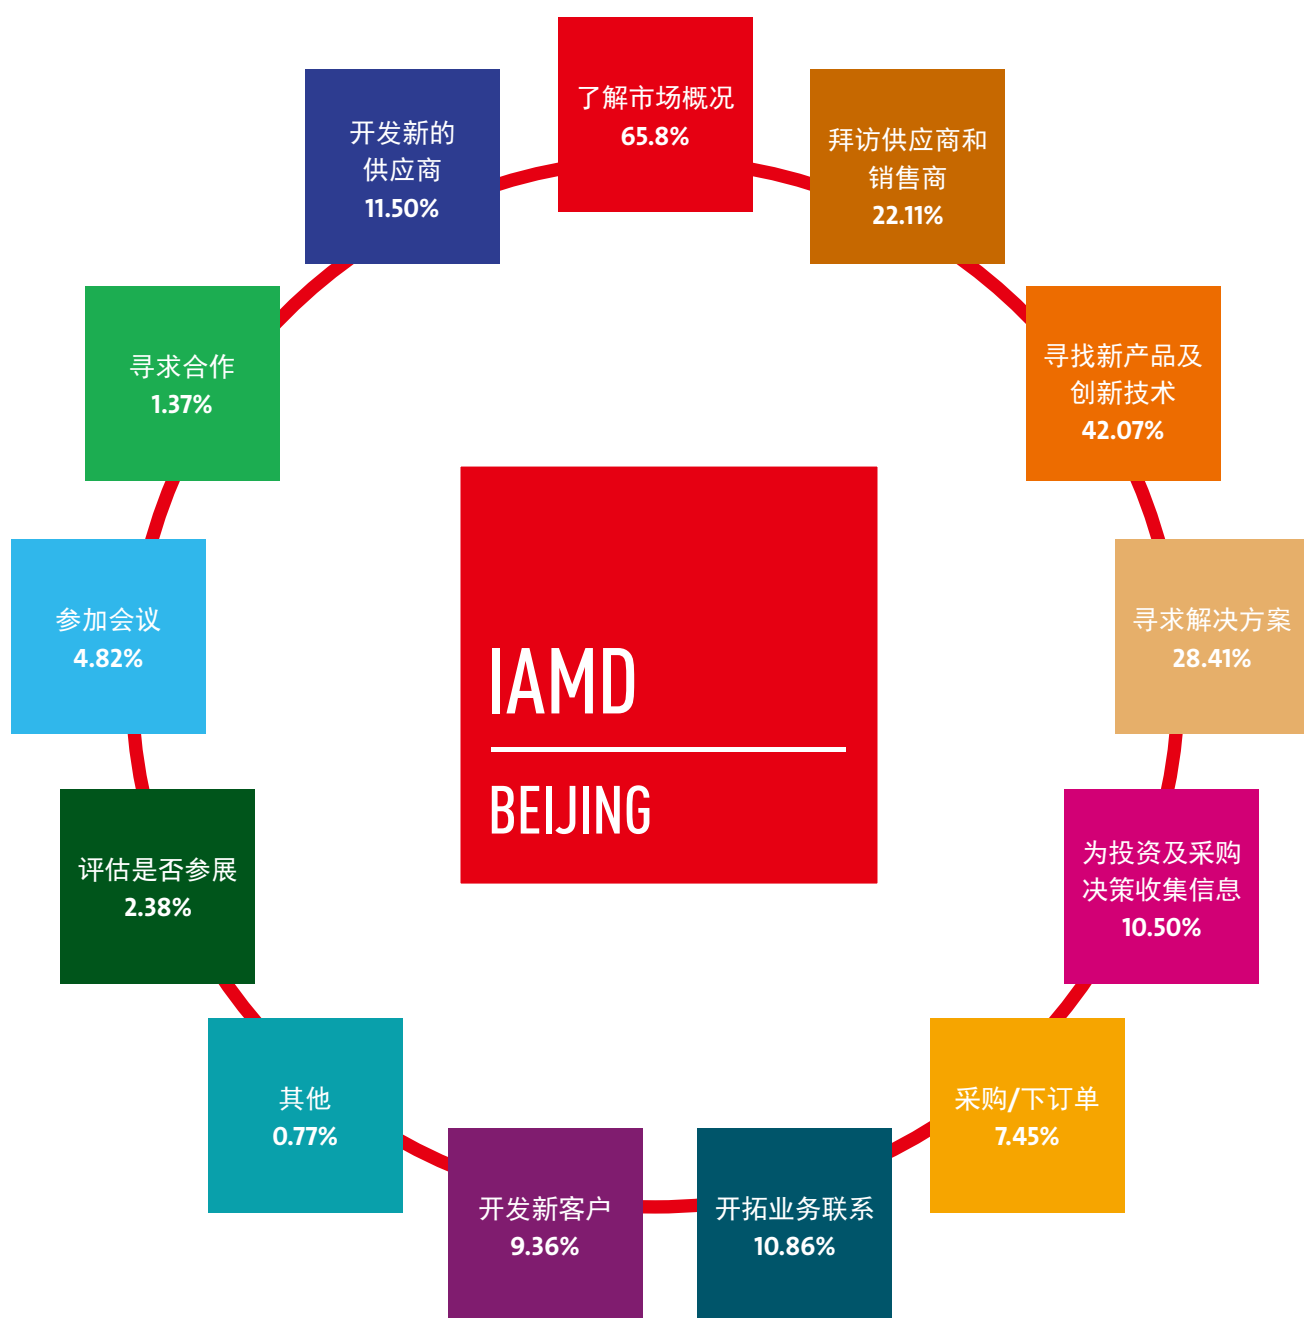 了解市场概况
65.8%
拜访供应商和
销售商
22.11%
寻找新产品及
创新技术
42.07%
寻求解决方案
28.41%
为投资及采购
决策收集信息
10.50%
采购/下订单
7.45%
开拓业务联系
10.86%
开发新客户
9.36%
其他
0.77%
评估是否参展
2.38%
参加会议
4.82%
寻求合作
1.37%
开发新的
供应商
11.50%
IAMD
BEIJING